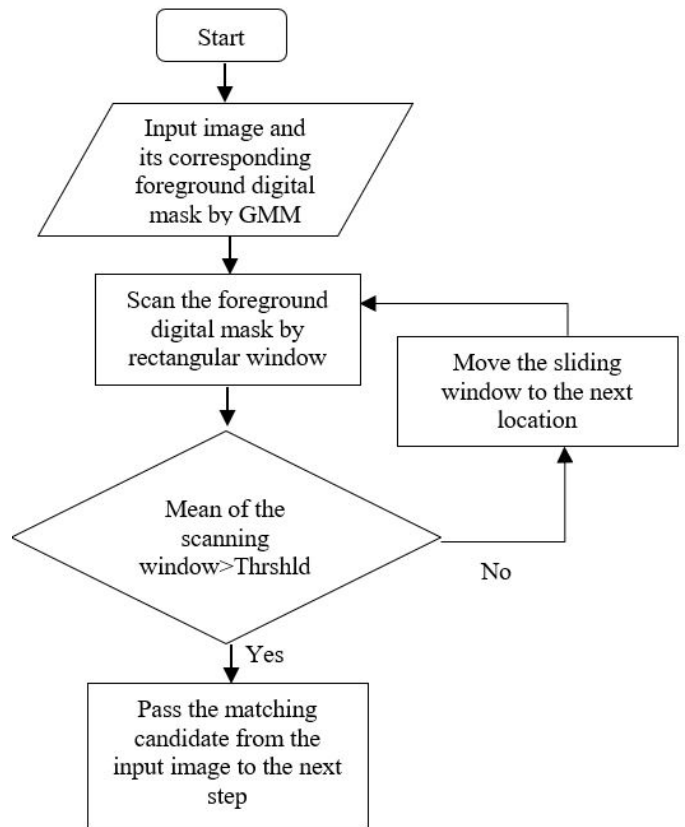 Start
Input image and
its corresponding
foreground digital
mask by GMM
Scan the foreground
digital mask by
rectangular window
Move the sliding
window to the next
location
Mean of the
scanning
window>Thrshld
No
Yes
Pass the matching
candidate from the
input image to the next
step